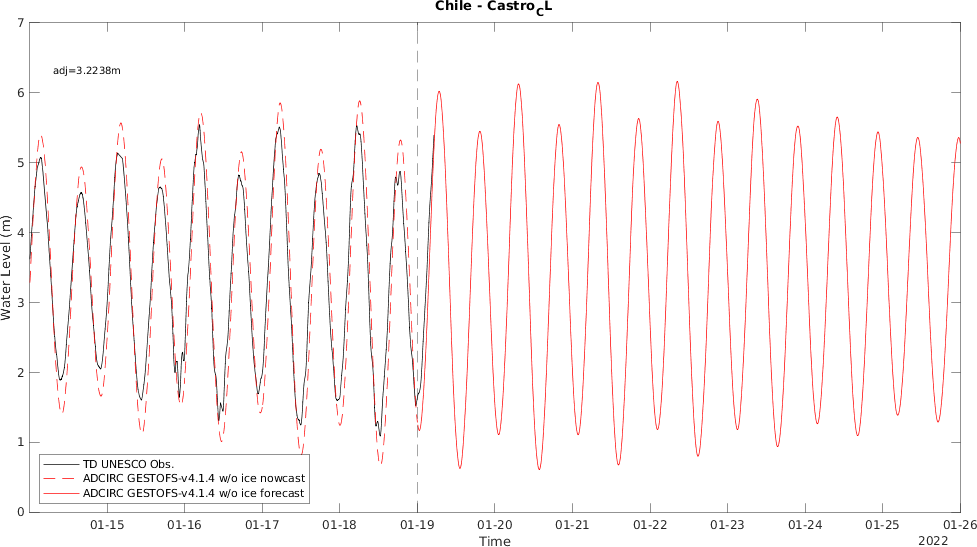 Chile - Castro_CL
adj=3.2238m
7
6
5
4
3
2
1
0
Water Level (m)
TD UNESCO Obs.
ADCIRC GESTOFS-v4.1.4 w/o ice nowcast
ADCIRC GESTOFS-v4.1.4 w/o ice forecast
01-15 01-16 01-17 01-18 01-19 01-20 01-21 01-22 01-23 01-24 01-25 01-26
Time
2022